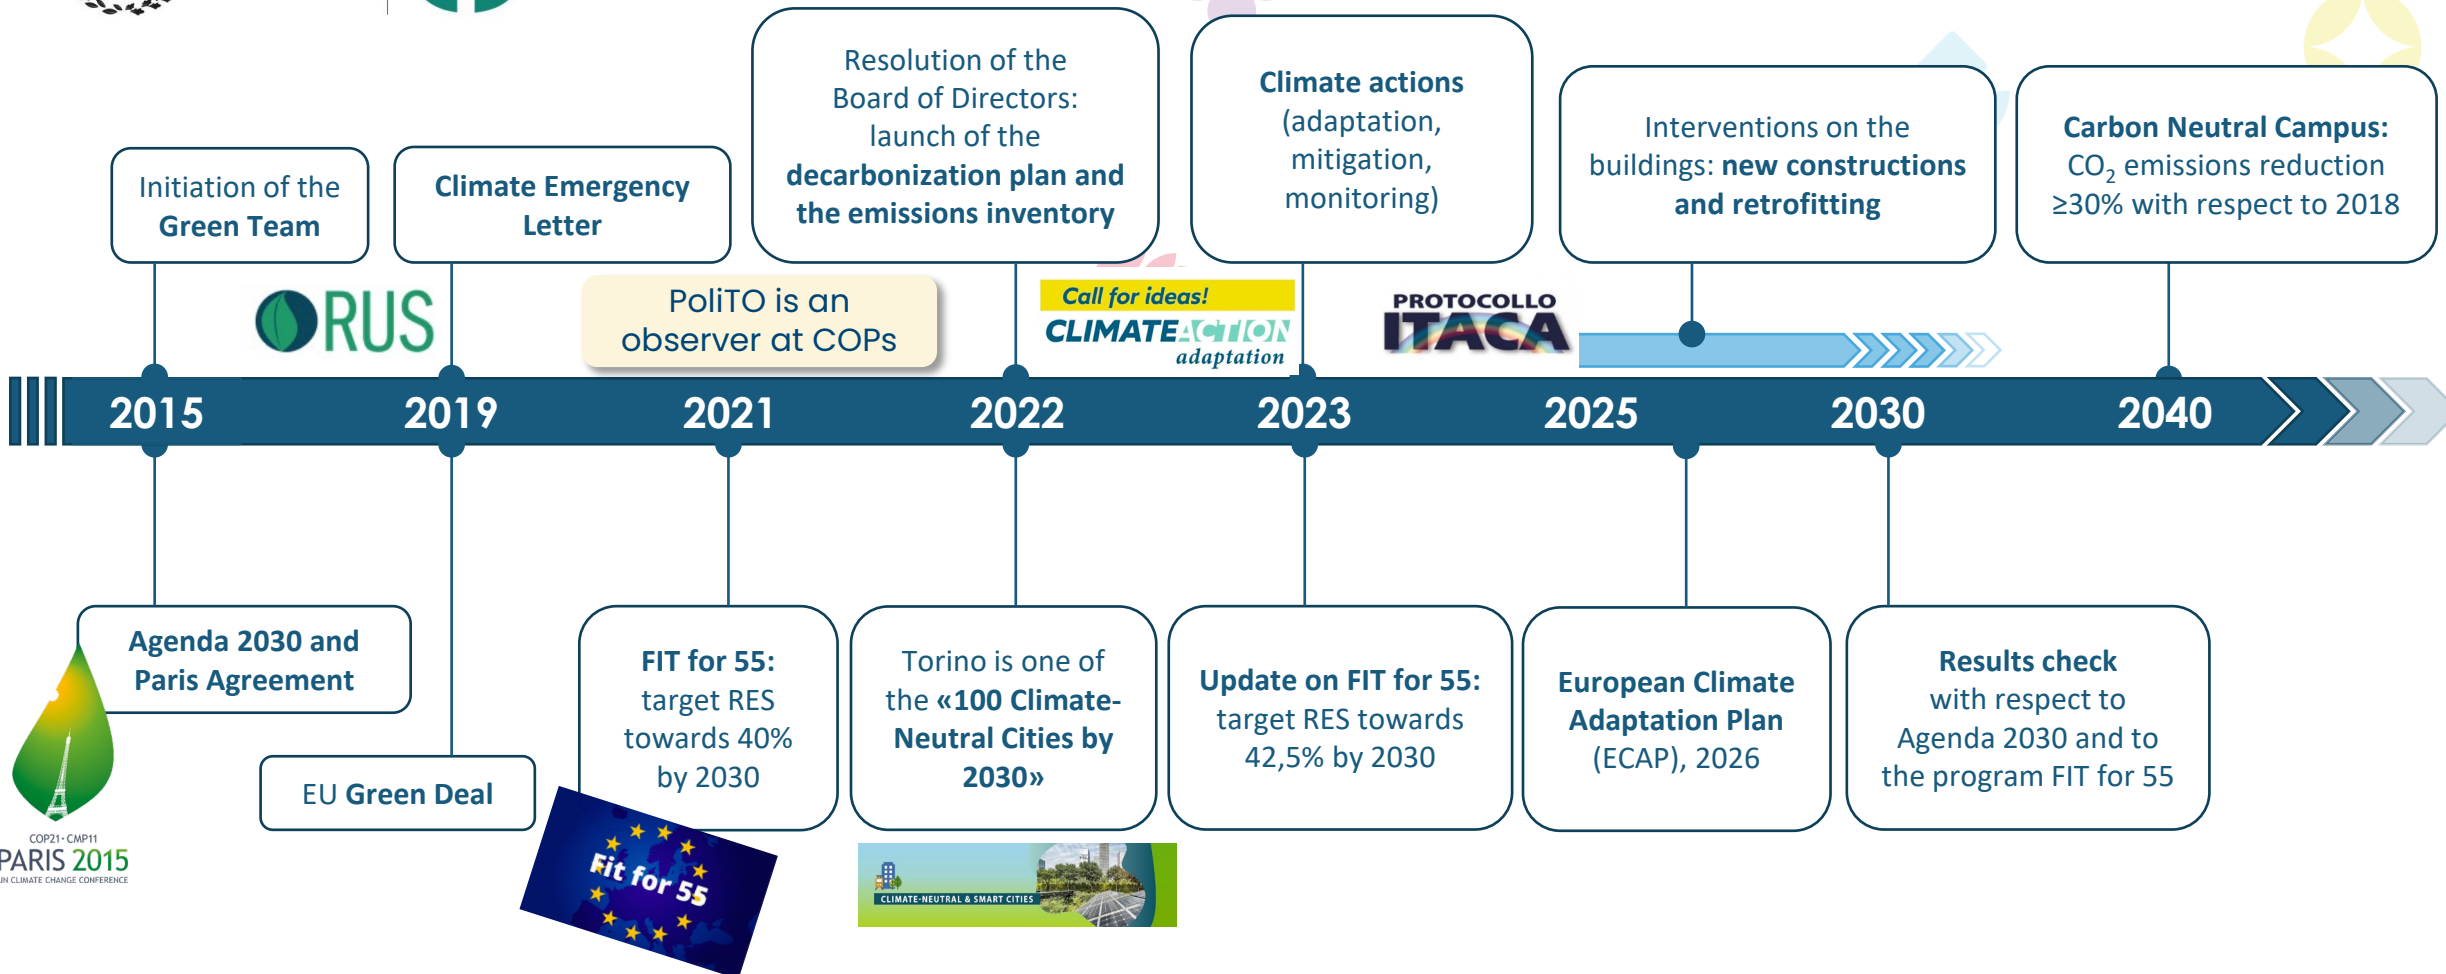 Initiation of the
Green Team
Climate Emergency
Letter
Resolution of the
Board of Directors:
launch of the
decarbonization plan and
the emissions inventory
Climate actions
(adaptation,
mitigation,
monitoring)
Interventions on the
buildings: new constructions
and retrofitting
Carbon Neutral Campus:
CO₂ emissions reduction
≥30% with respect to 2018
RUS
PoliTO is an
observer at COPs
Call for ideas!
CLIMATEACTION
adaptation
PROTOCOLLO
ITACA
2015
2019
2021
2022
2023
2025
2030
2040
Agenda 2030 and
Paris Agreement
EU Green Deal
FIT for 55:
target RES
towards 40%
by 2030
Torino is one of
the «100 Climate-
Neutral Cities by
2030»
Update on FIT for 55:
target RES towards
42,5% by 2030
European Climate
Adaptation Plan
(ECAP), 2026
Results check
with respect to
Agenda 2030 and to
the program FIT for 55
COP21·CMP11
PARIS 2015
UN CLIMATE CHANGE CONFERENCE
Fit for 55
CLIMATE-NEUTRAL & SMART CITIES